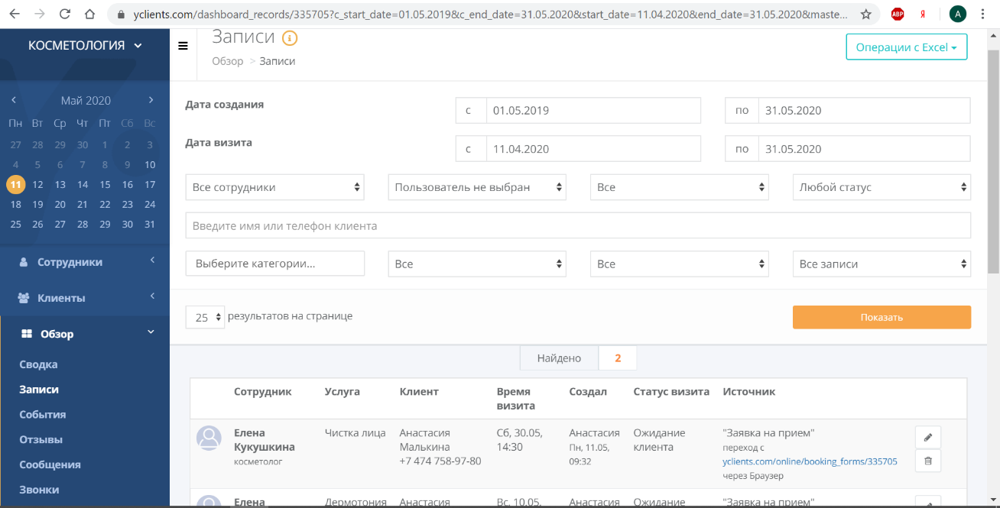 yclients.com/dashboard_records/335705?c_start_date=01.05.2019&c_end_date=31.05.2020&start_date=11.04.2020&end_date=31.05.2020&maste...
ABP
Я
A
КОСМЕТОЛОГИЯ
Записи
Обзор > Записи
Операции с Excel
Май 2020
Пн Вт Ср Чт Пт Сб Вс
27 28 29 30 1 2 3
4 5 6 7 8 9 10
11 12 13 14 15 16 17
18 19 20 21 22 23 24
25 26 27 28 29 30 31
Сотрудники
Клиенты
Обзор
Сводка
Записи
События
Отзывы
Сообщения
Звонки
Дата создания
с 01.05.2019 по 31.05.2020
Дата визита
с 11.04.2020 по 31.05.2020
Все сотрудники Пользователь не выбран Все Любой статус
Введите имя или телефон клиента
Выберите категории... Все Все Все записи
25 результатов на странице
Показать
Найдено 2
Сотрудник Услуга Клиент Время визита Создал Статус визита Источник
Елена Чистка лица Анастасия Сб, 30.05, Анастасия Ожидание "Заявка на прием"
Кукушкина Малькина 14:30 Пн, 11.05, клиента переход с
косметолог +7 474 758-97-80 09:32 yclients.com/online/booking_forms/335705
через Браузер
Елена Дермотония Анастасия Вс, 10.05, Анастасия Ожидание "Заявка на прием"